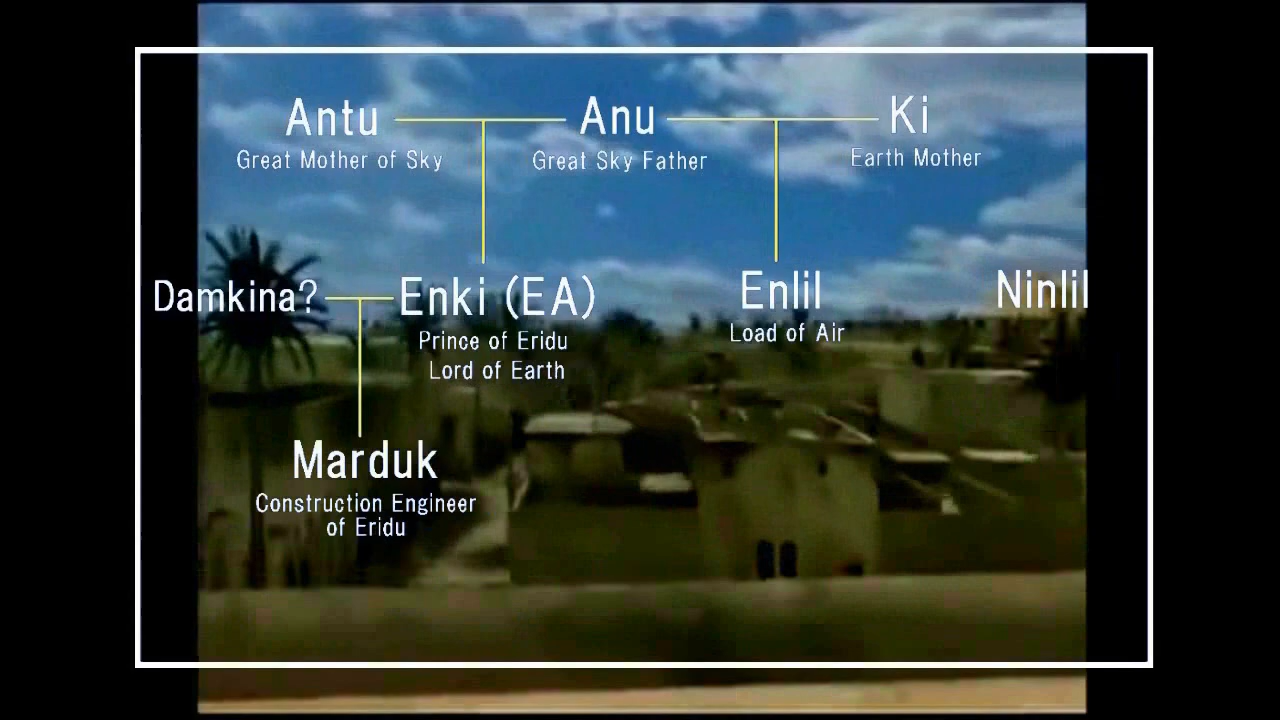 Antu
Anu
Ki
Great Mother of Sky
Great Sky Father
Earth Mother
Damkina?
Enki (EA)
Enlil
Ninlil
Prince of Eridu
Lord of Earth
Load of Air
Marduk
Construction Engineer
of Eridu